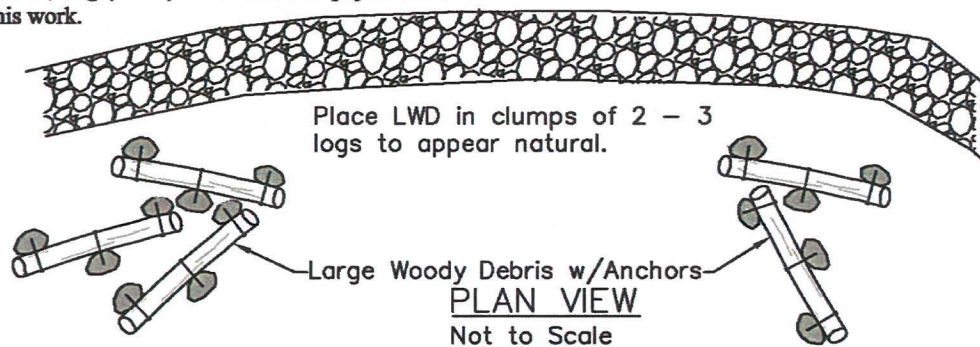 his work.
Place LWD in clumps of 2 – 3
logs to appear natural.
Large Woody Debris w/Anchors
PLAN VIEW
Not to Scale